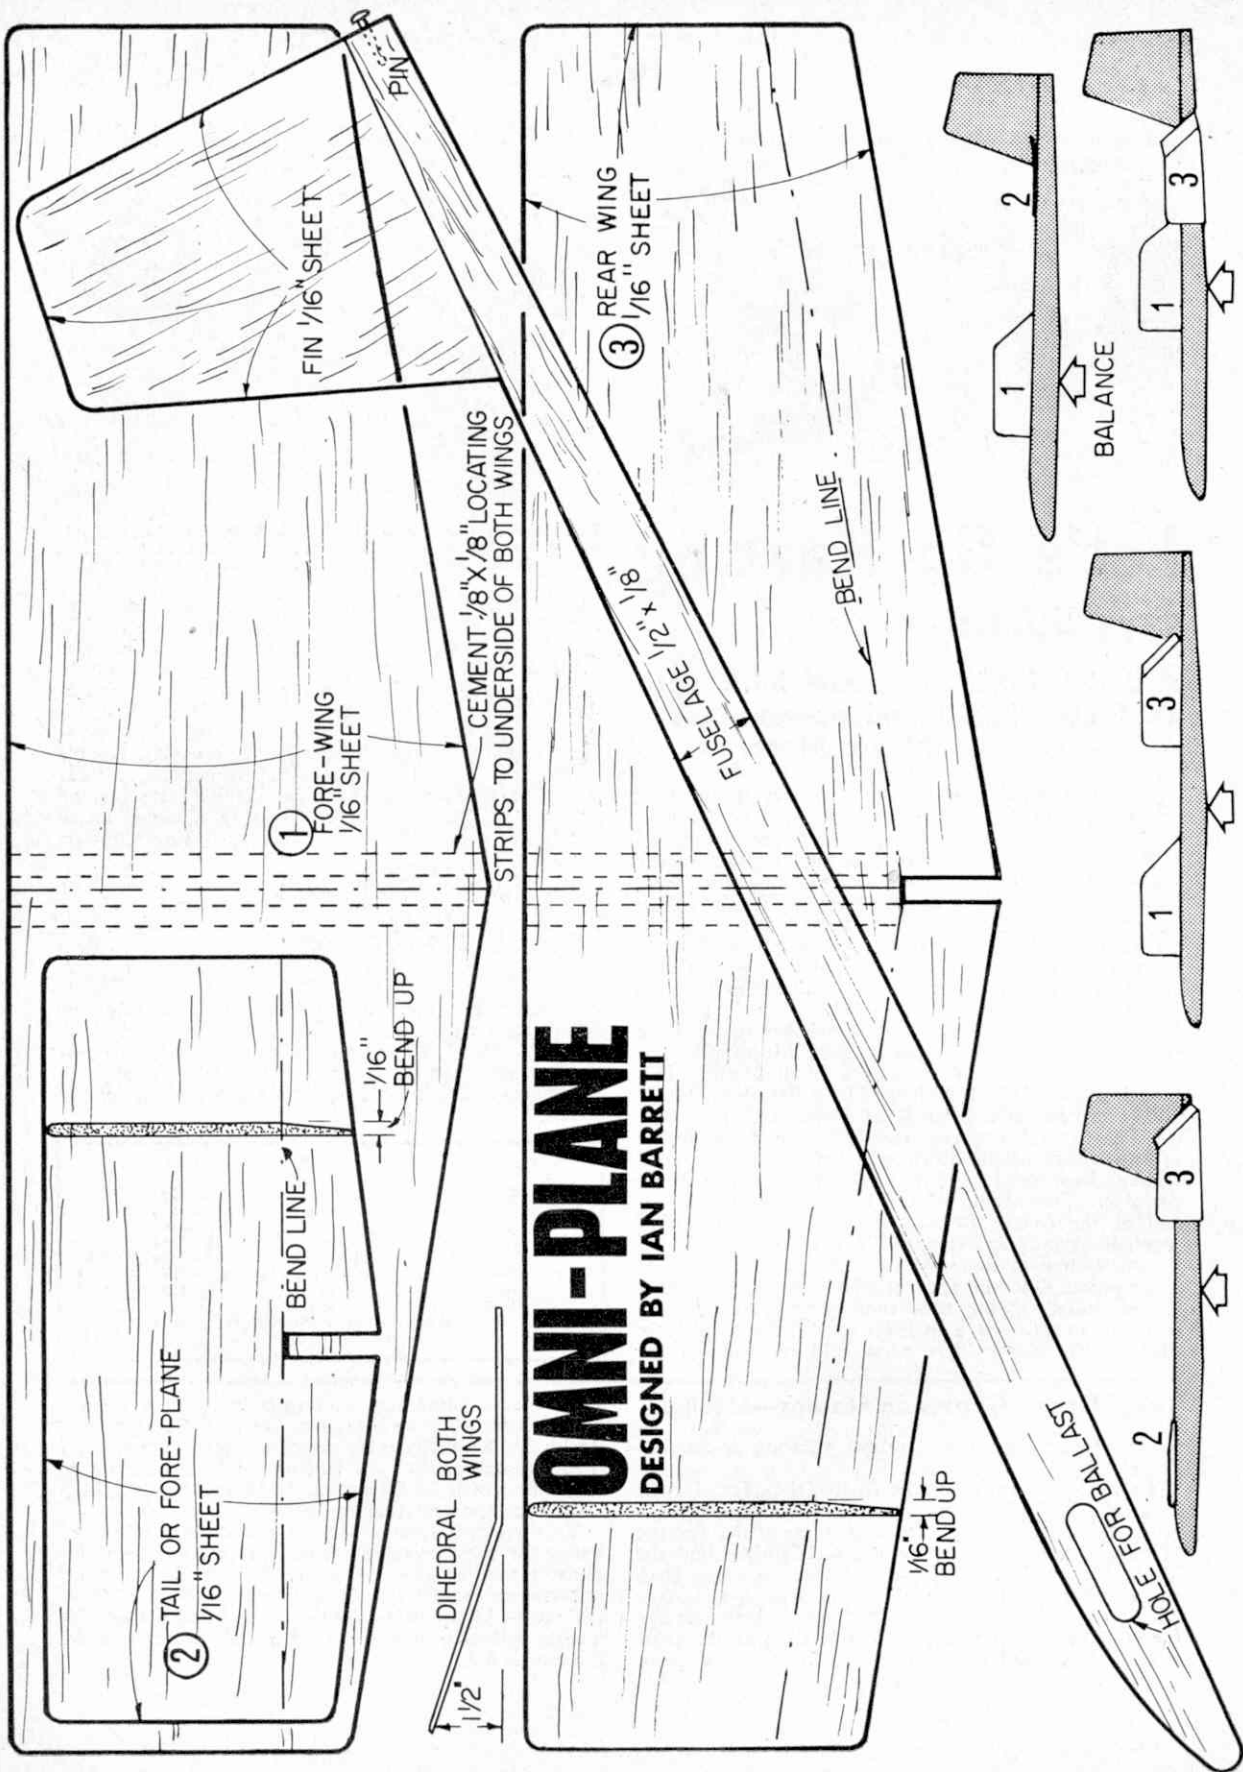 OMNI-PLANE
DESIGNED BY IAN BARRETT
PIN
FIN 1/16" SHEET
1
FORE-WING
1/16" SHEET
CEMENT 1/8" X 1/8" LOCATING
STRIPS TO UNDERSIDE OF BOTH WINGS
2
TAIL OR FORE-PLANE
1/16" SHEET
BEND LINE
1/16"
BEND UP
DIHEDRAL BOTH
WINGS
1 1/2"
3
REAR WING
1/16" SHEET
BEND LINE
FUSELAGE 1/2" x 1/8"
1/16"
BEND UP
HOLE FOR BALLAST
BALANCE
1
2
1
3
1
3
2
3